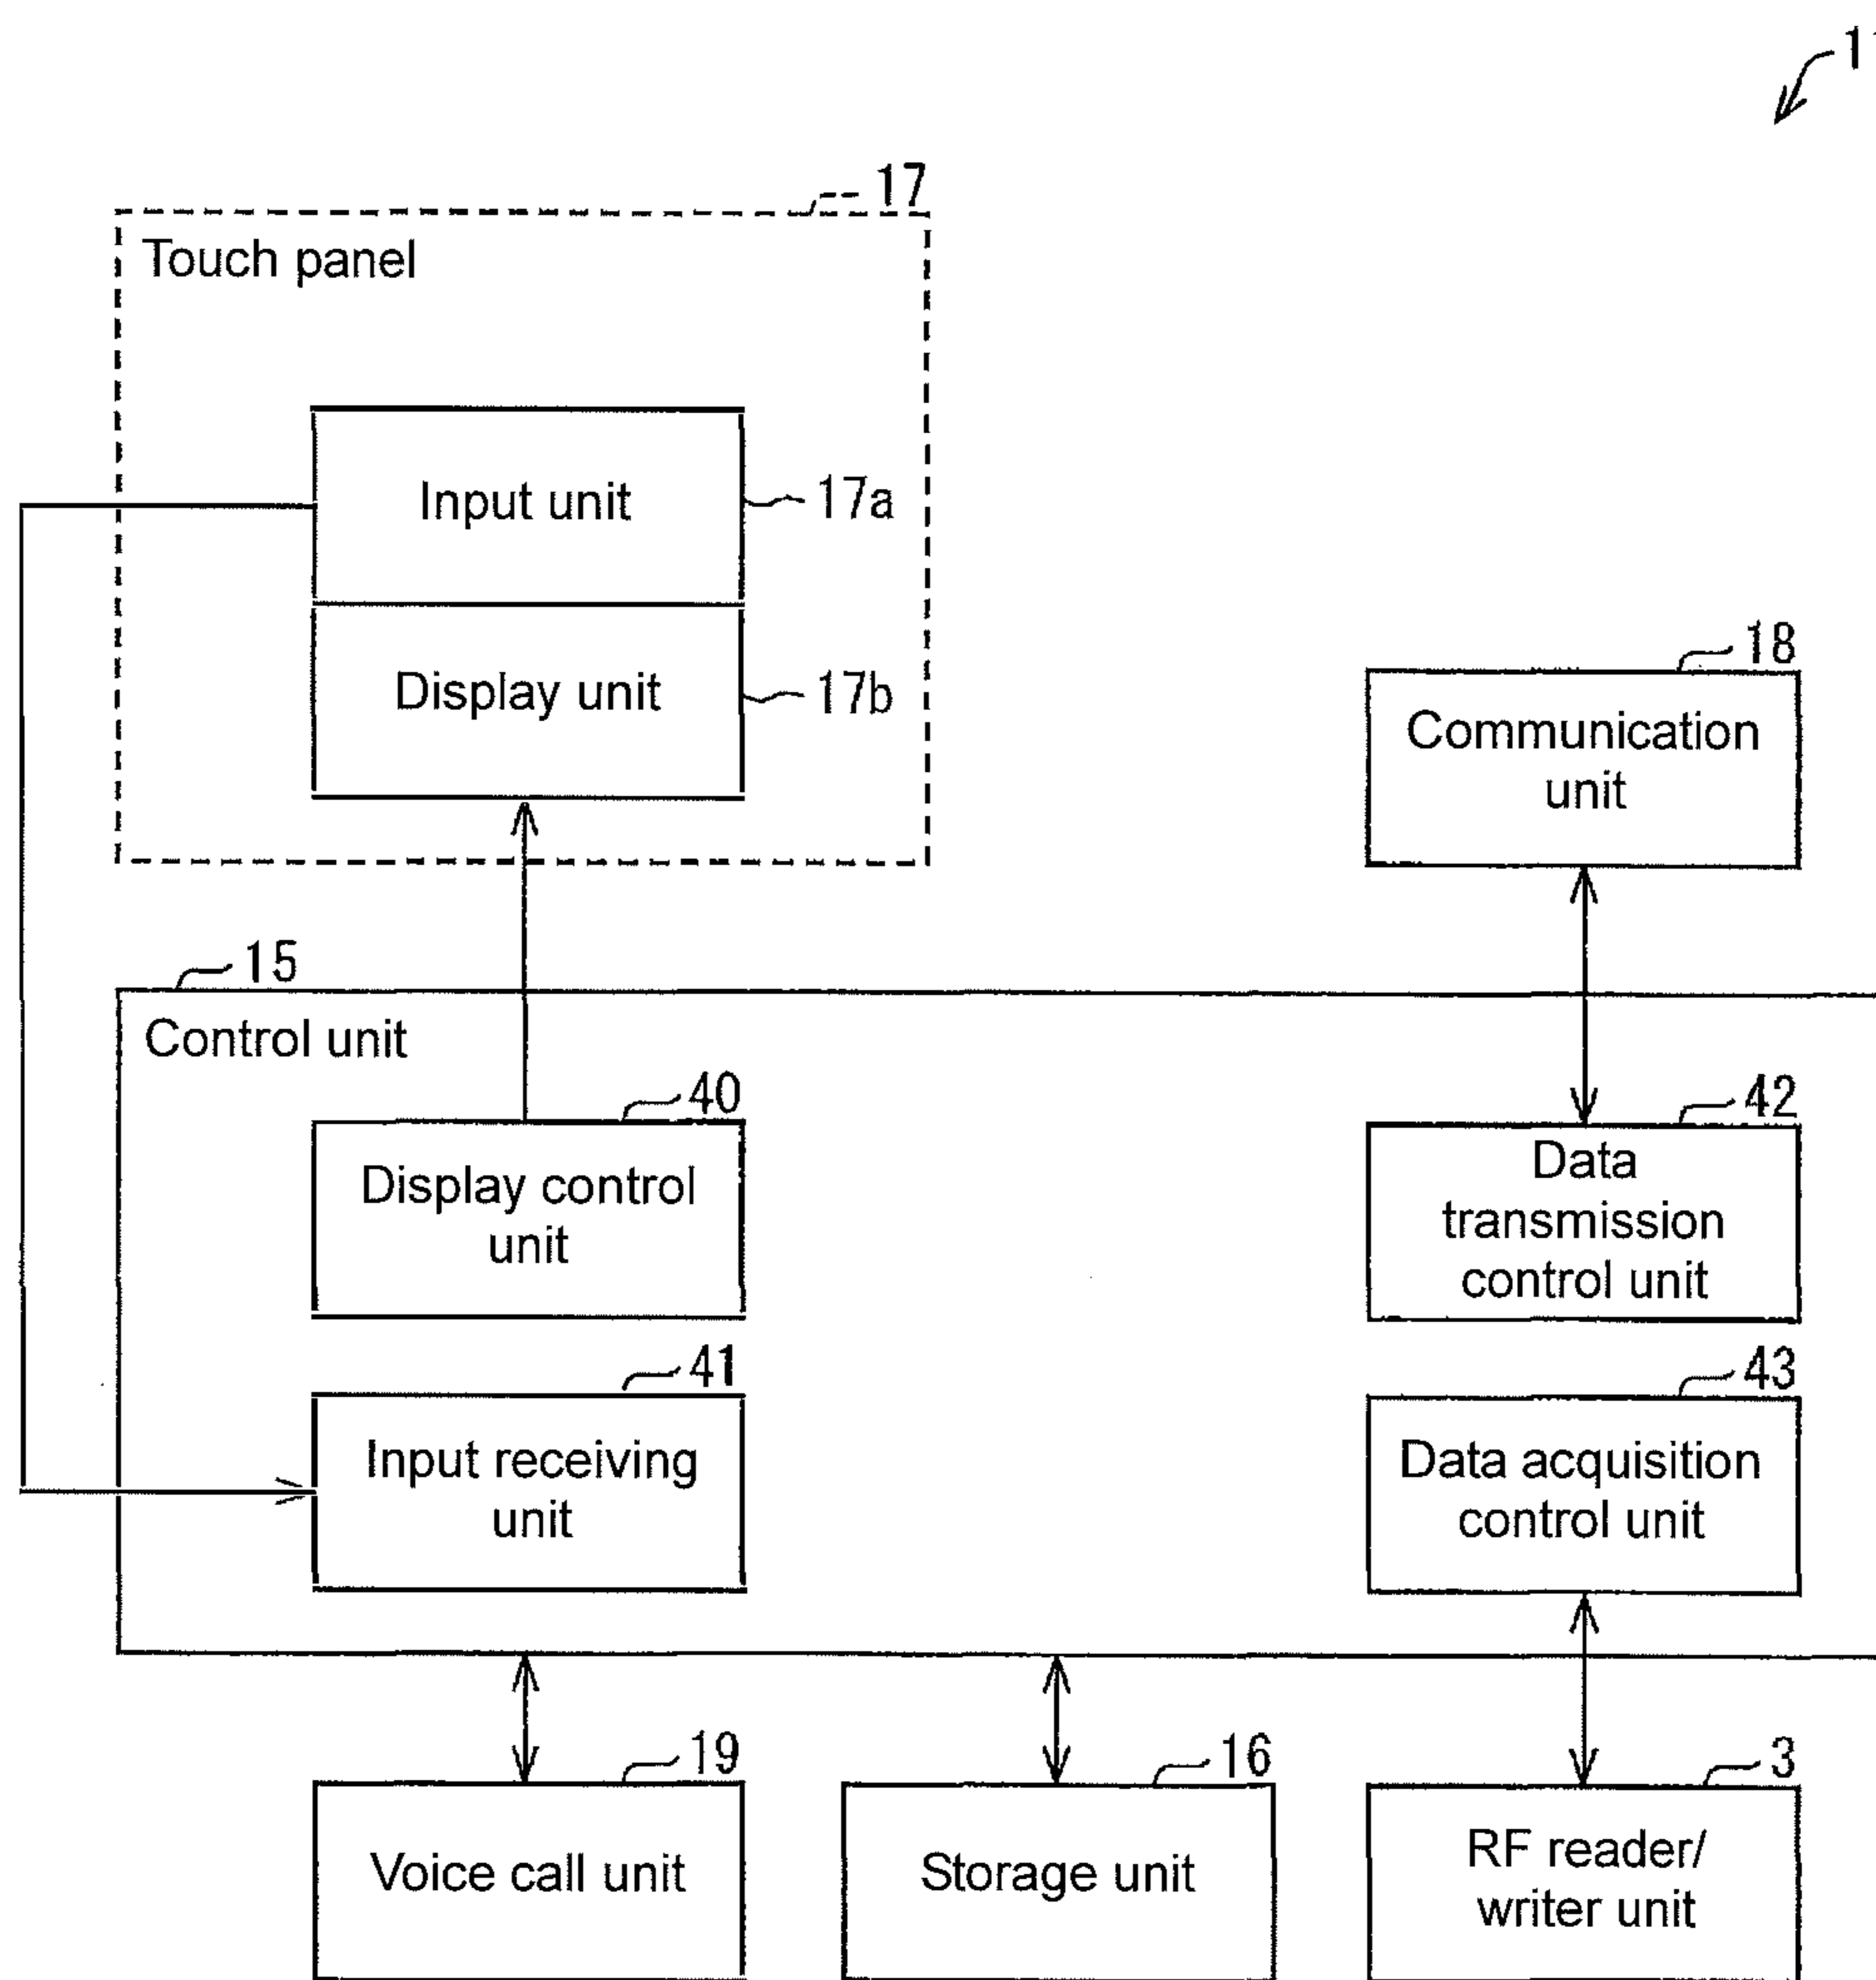 17
Touch panel
Input unit
17a
Display unit
17b
18
Communication
unit
15
Control unit
40
Display control
unit
42
Data
transmission
control unit
41
Input receiving
unit
43
Data acquisition
control unit
19
Voice call unit
16
Storage unit
3
RF reader/
writer unit